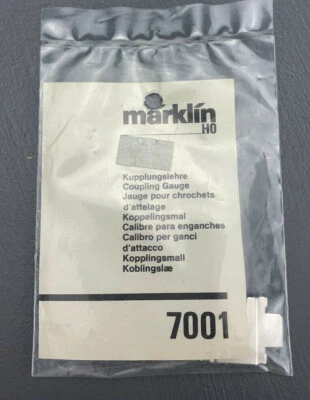 märklin
HO
Kupplungslehre
Coupling Gauge
Jauge pour chrochets
d'attelage
Koppelingsmal
Calibre para enganches
Calibro per ganci
d'attacco
Kopplingsmall
Koblingslæ
7001